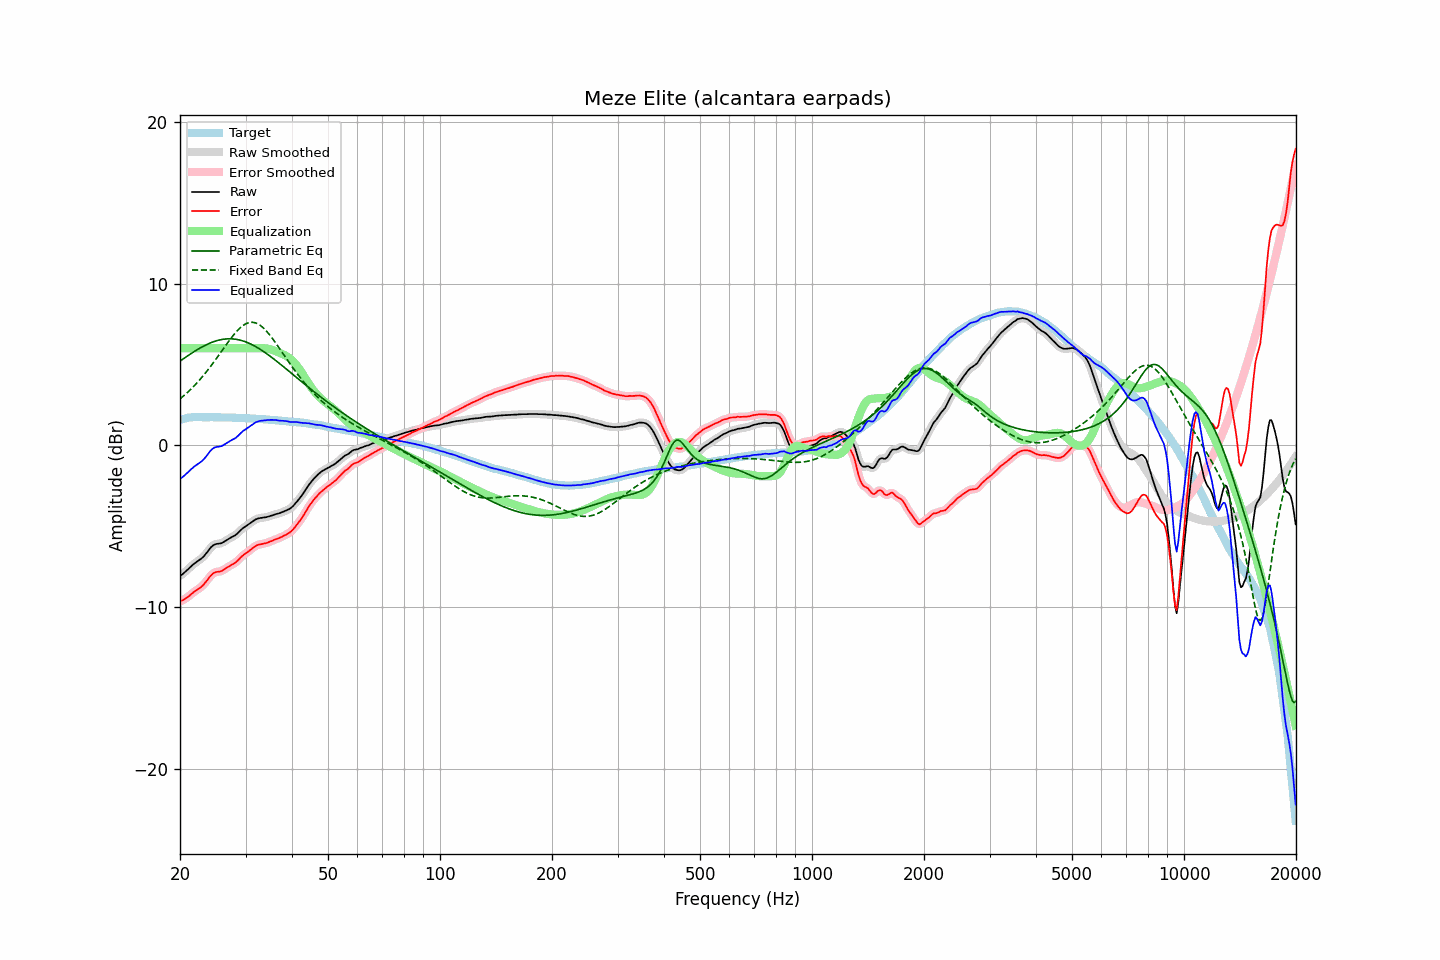 Meze Elite (alcantara earpads)
20
10
0
−10
−20
Amplitude (dBr)
Target
Raw Smoothed
Error Smoothed
Raw
Error
Equalization
Parametric Eq
Fixed Band Eq
Equalized
20 50 100 200 500 1000 2000 5000 10000 20000
Frequency (Hz)